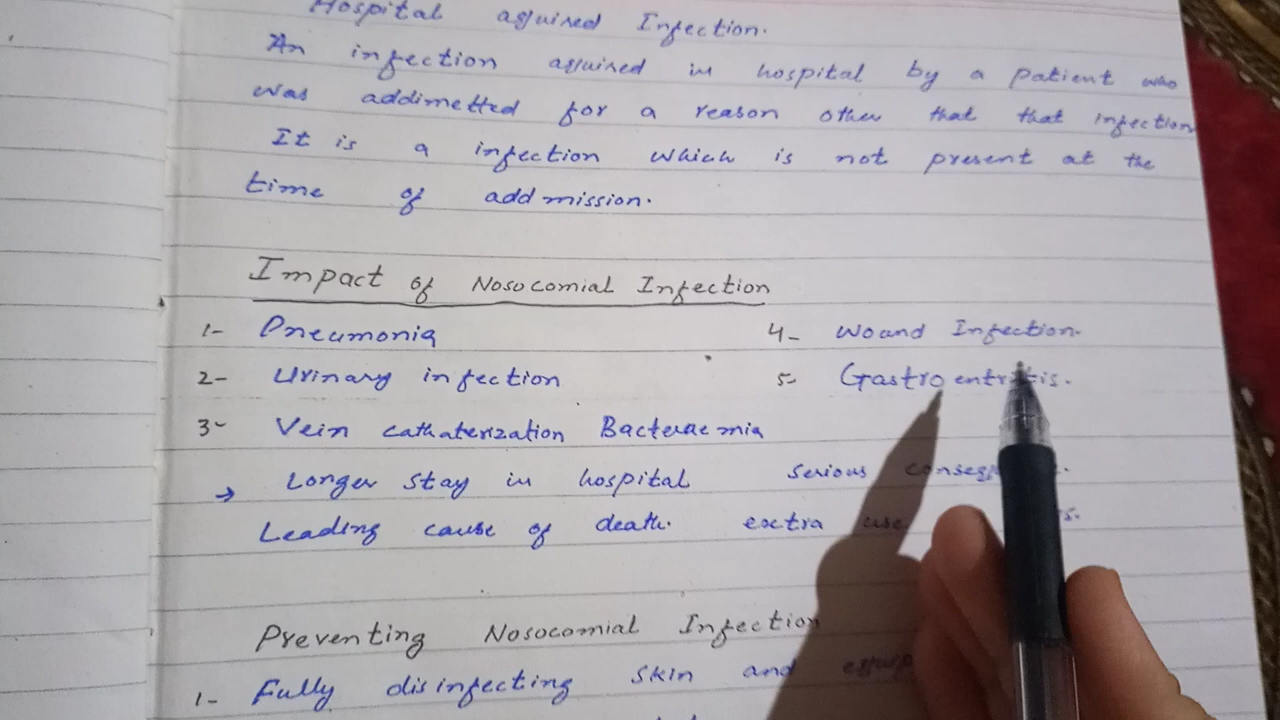 Hospital aquired Infection.
An infection aquired in hospital by a patient who
was addimetted for a reason other that that infection
It is a infection which is not present at the
time of addmission.
Impact of Nosocomial Infection
1- Pneumonia
4- Wound Infection.
2- Urinary infection
5-
3- Vein cathaterization Bacteraemia
→ Longer stay in hospital serious
Leading cause of death. extra use
Preventing Nosocomial Infection
1- Fully disinfecting skin and